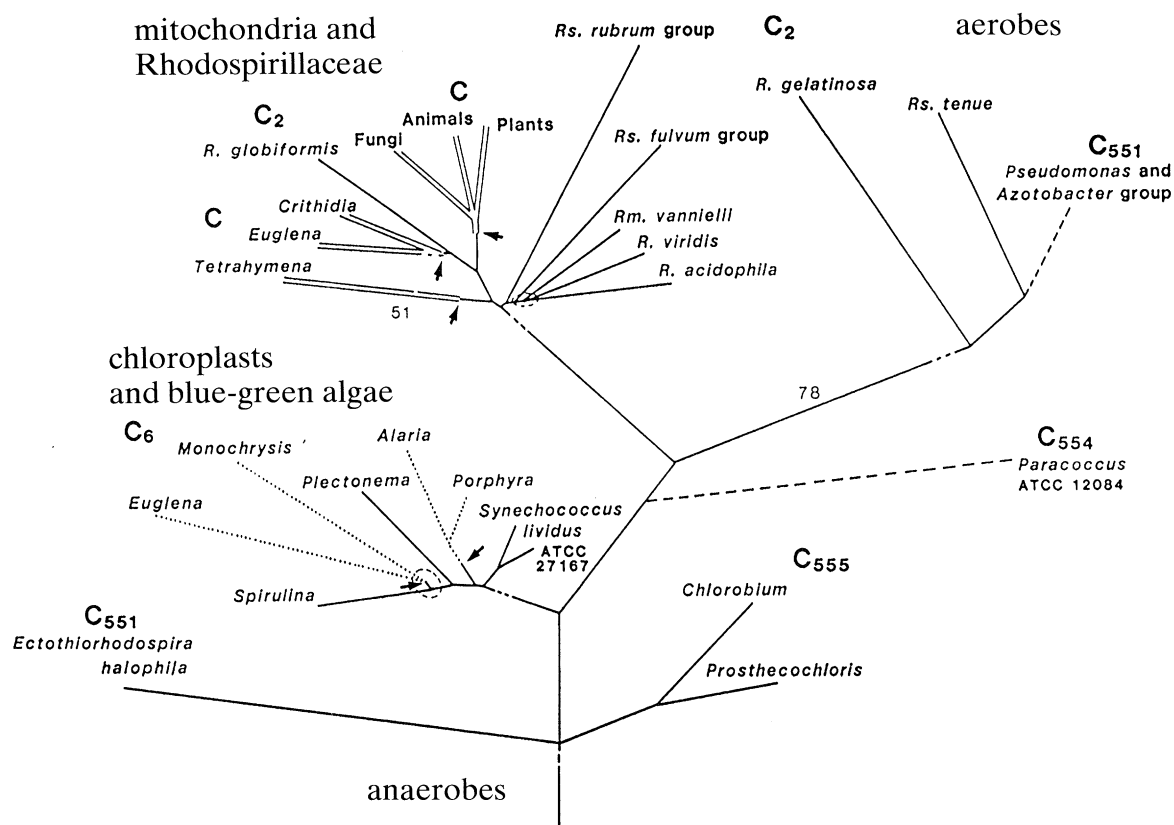 mitochondria and
Rhodospirillaceae
Rs. rubrum group
C2
aerobes
R. gelatinosa
Rs. tenue
C
Animals
Plants
C2
Fungi
R. globiformis
Rs. fulvum group
C551
Pseudomonas and
Azotobacter group
Crithidia
C
Euglena
Tetrahymena
Rm. vannielii
R. viridis
R. acidophila
51
chloroplasts
and blue-green algae
78
C6
Monochrysis
Alaria
Plectonema
Porphyra
Euglena
Synechococcus
lividus
ATCC
27167
Spirulina
C554
Paracoccus
ATCC 12084
C555
Chlorobium
Prosthecochloris
C551
Ectothiorhodospira
halophila
anaerobes